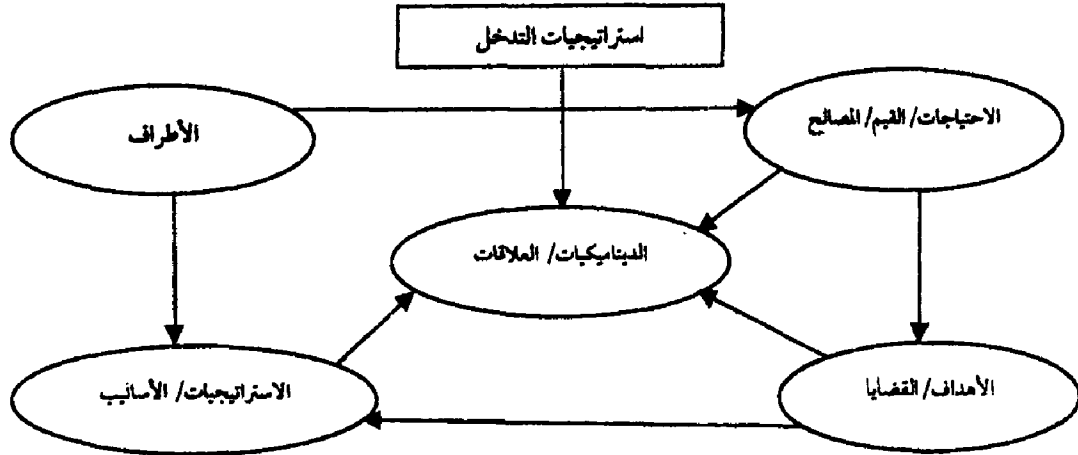 استراتيجيات التدخل
الاحتياجات/ القيم/ المصالح
الأطراف
الديناميكيات/ العلاقات
الأهداف/ القضايا
الاستراتيجيات/ الأساليب